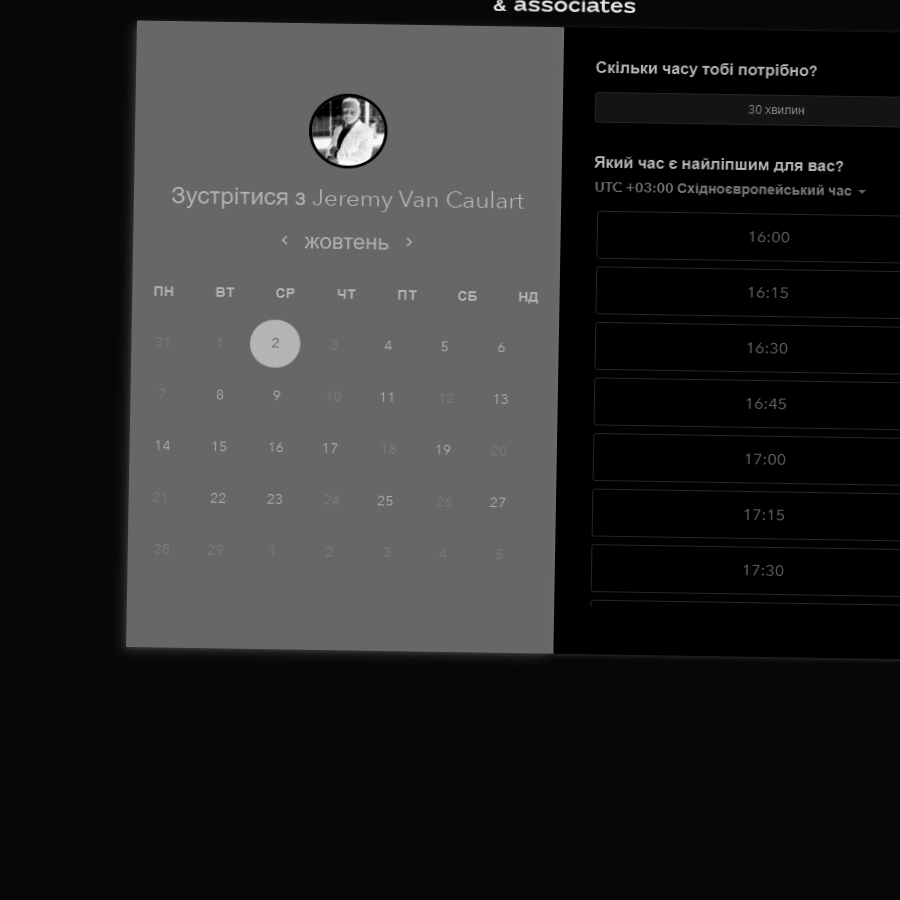 & associates
Зустрітися з Jeremy Van Caulart
жовтень
ПН ВТ СР ЧТ ПТ СБ НД
31 1 2 3 4 5 6
7 8 9 10 11 12 13
14 15 16 17 18 19 20
21 22 23 24 25 26 27
28 29 1 2 3 4 5
Скільки часу тобі потрібно?
30 хвилин
Який час є найліпшим для вас?
UTC +03:00 Східноєвропейський час
16:00
16:15
16:30
16:45
17:00
17:15
17:30